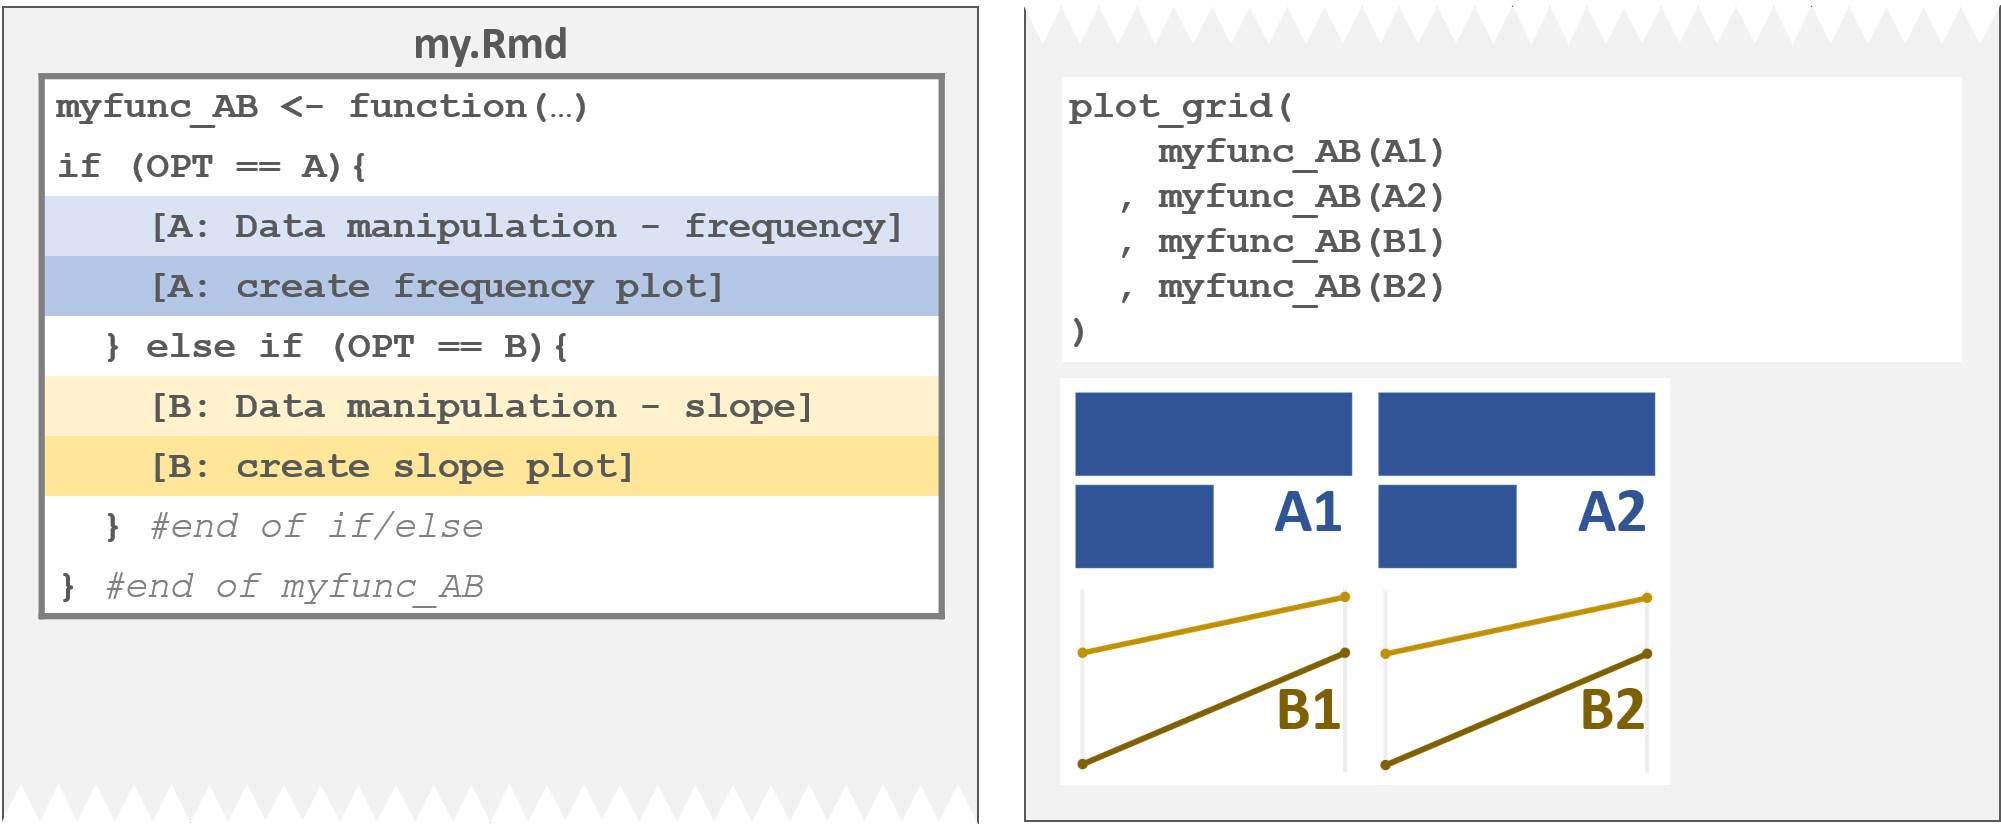 my.Rmd
myfunc_AB <- function(…)
if (OPT == A){
[A: Data manipulation - frequency]
[A: create frequency plot]
} else if (OPT == B){
[B: Data manipulation - slope]
[B: create slope plot]
} #end of if/else
} #end of myfunc_AB
plot_grid(
myfunc_AB(A1)
, myfunc_AB(A2)
, myfunc_AB(B1)
, myfunc_AB(B2)
)
A1
A2
B1
B2